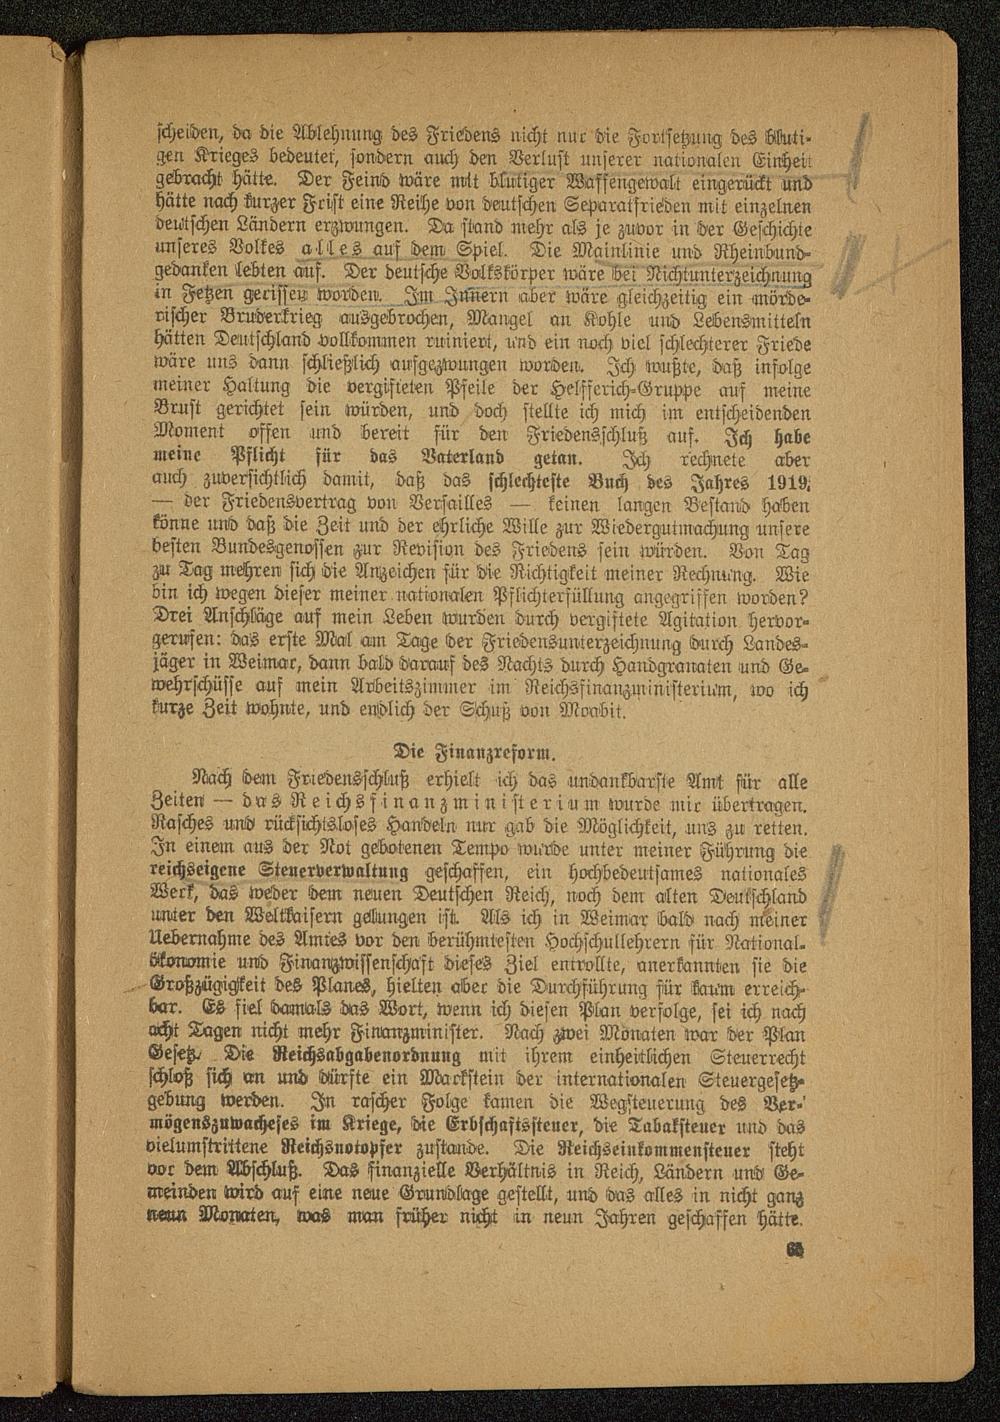 scheiden, da die Ablehnung des Friedens nicht nur die Fortsetzung des bluti-
gen Krieges bedeutet, sondern auch den Verlust unserer nationalen Einheit
gebracht hätte. Der Feind wäre mit blutiger Waffengewalt eingerückt und
hätte nach kurzer Frist eine Reihe von deutschen Separatfrieden mit einzelnen
deutschen Ländern erzwungen. Da stand mehr als je zuvor in der Geschichte
unseres Volkes alles auf dem Spiel. Die Mainlinie und Rheinbund-
gedanken lebten auf. Der deutsche Volkskörper wäre bei Nichtunterzeichnung
in Fetzen gerissen worden. Im Innern aber wäre gleichzeitig ein mörde-
rischer Bruderkrieg ausgebrochen, Mangel an Kohle und Lebensmitteln
hätten Deutschland vollkommen ruiniert, und ein noch viel schlechterer Friede
wäre uns dann schließlich aufgezwungen worden. Ich wußte, daß infolge
meiner Haltung die vergifteten Pfeile der Helfferich-Gruppe auf meine
Brust gerichtet sein würden, und doch stellte ich mich im entscheidenden
Moment offen und bereit für den Friedensschluß auf. Ich habe
meine Pflicht für das Vaterland getan. Ich rechnete aber
auch zuversichtlich damit, daß das schlechteste Buch des Jahres 1919,
— der Friedensvertrag von Versailles — keinen langen Bestand haben
könne und daß die Zeit und der ehrliche Wille zur Wiedergutmachung unsere
besten Bundesgenossen zur Revision des Friedens sein würden. Von Tag
zu Tag mehren sich die Anzeichen für die Richtigkeit meiner Rechnung. Wie
bin ich wegen dieser meiner nationalen Pflichterfüllung angegriffen worden?
Drei Anschläge auf mein Leben wurden durch vergiftete Agitation hervor-
gerufen: das erste Mal am Tage der Friedensunterzeichnung durch Landes-
jäger in Weimar, dann bald darauf des Nachts durch Handgranaten und Ge-
wehrschüsse auf mein Arbeitszimmer im Reichsfinanzministerium, wo ich
kurze Zeit wohnte, und endlich der Schuß von Moabit.
Die Finanzreform.
Nach dem Friedensschluß erhielt ich das undankbarste Amt für alle
Zeiten — das Reichsfinanzministerium wurde mir übertragen.
Rasches und rücksichtsloses Handeln nur gab die Möglichkeit, uns zu retten.
In einem aus der Not gebotenen Tempo wurde unter meiner Führung die
reichseigene Steuerverwaltung geschaffen, ein hochbedeutsames nationales
Werk, das weder dem neuen Deutschen Reich, noch dem alten Deutschland
unter den Weltkaisern gelungen ist. Als ich in Weimar bald nach meiner
Uebernahme des Amtes vor den berühmtesten Hochschullehrern für National-
ökonomie und Finanzwissenschaft dieses Ziel entrollte, anerkannten sie die
Großzügigkeit des Planes, hielten aber die Durchführung für kaum erreich-
bar. Es fiel damals das Wort, wenn ich diesen Plan verfolge, sei ich nach
acht Tagen nicht mehr Finanzminister. Nach zwei Monaten war der Plan
Gesetz. Die Reichsabgabenordnung mit ihrem einheitlichen Steuerrecht
schloß sich an und dürfte ein Markstein der internationalen Steuergesetz-
gebung werden. In rascher Folge kamen die Wegsteuerung des Ver-
mögenszuwachses im Kriege, die Erbschaftssteuer, die Tabaksteuer und das
vielumstrittene Reichsnotopfer zustande. Die Reichseinkommensteuer steht
vor dem Abschluß. Das finanzielle Verhältnis in Reich, Ländern und Ge-
meinden wird auf eine neue Grundlage gestellt, und das alles in nicht ganz
neun Monaten, was man früher nicht in neun Jahren geschaffen hätte.
65